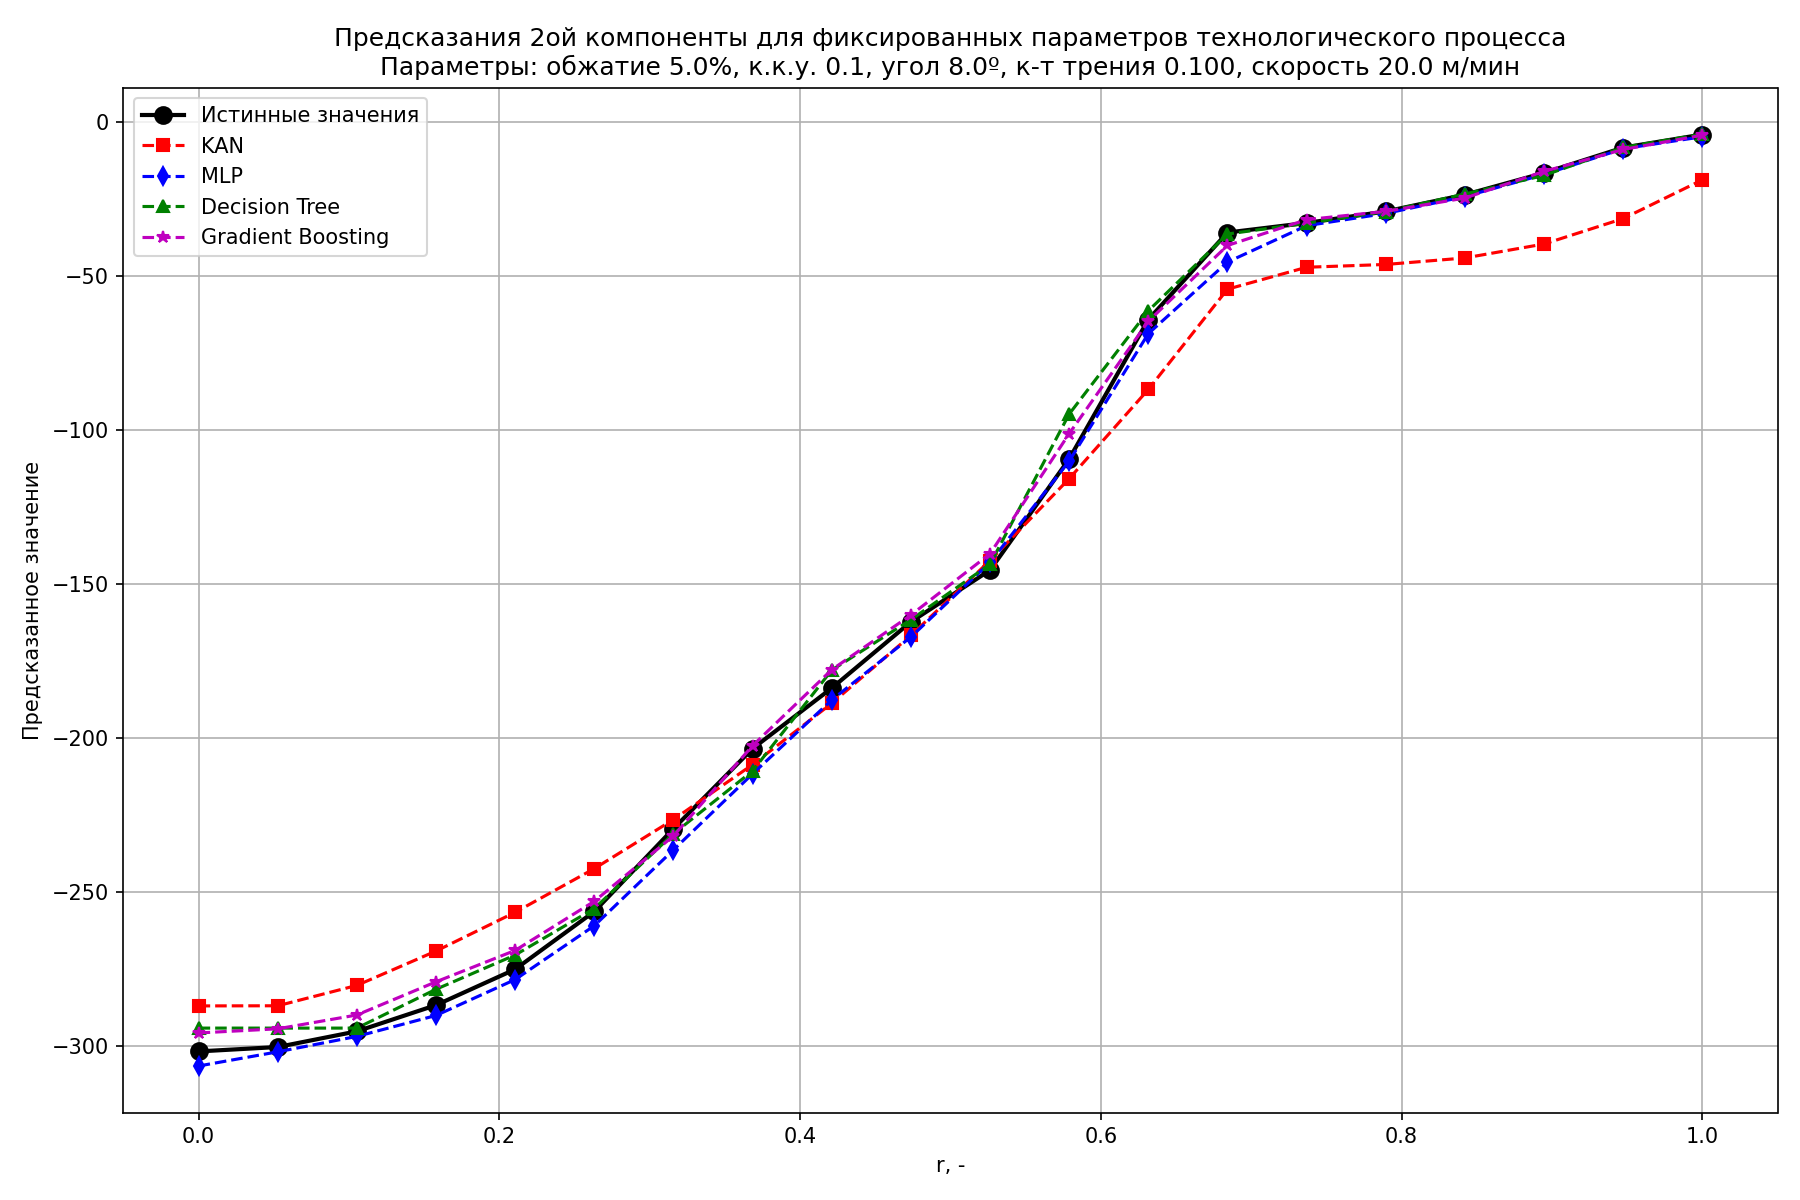 Предсказания 2ой компоненты для фиксированных параметров технологического процесса
Параметры: обжатие 5.0%, к.к.у. 0.1, угол 8.0º, к-т трения 0.100, скорость 20.0 м/мин
Истинные значения
KAN
MLP
Decision Tree
Gradient Boosting
Предсказанное значение
0
−50
−100
−150
−200
−250
−300
0.0 0.2 0.4 0.6 0.8 1.0
r, -